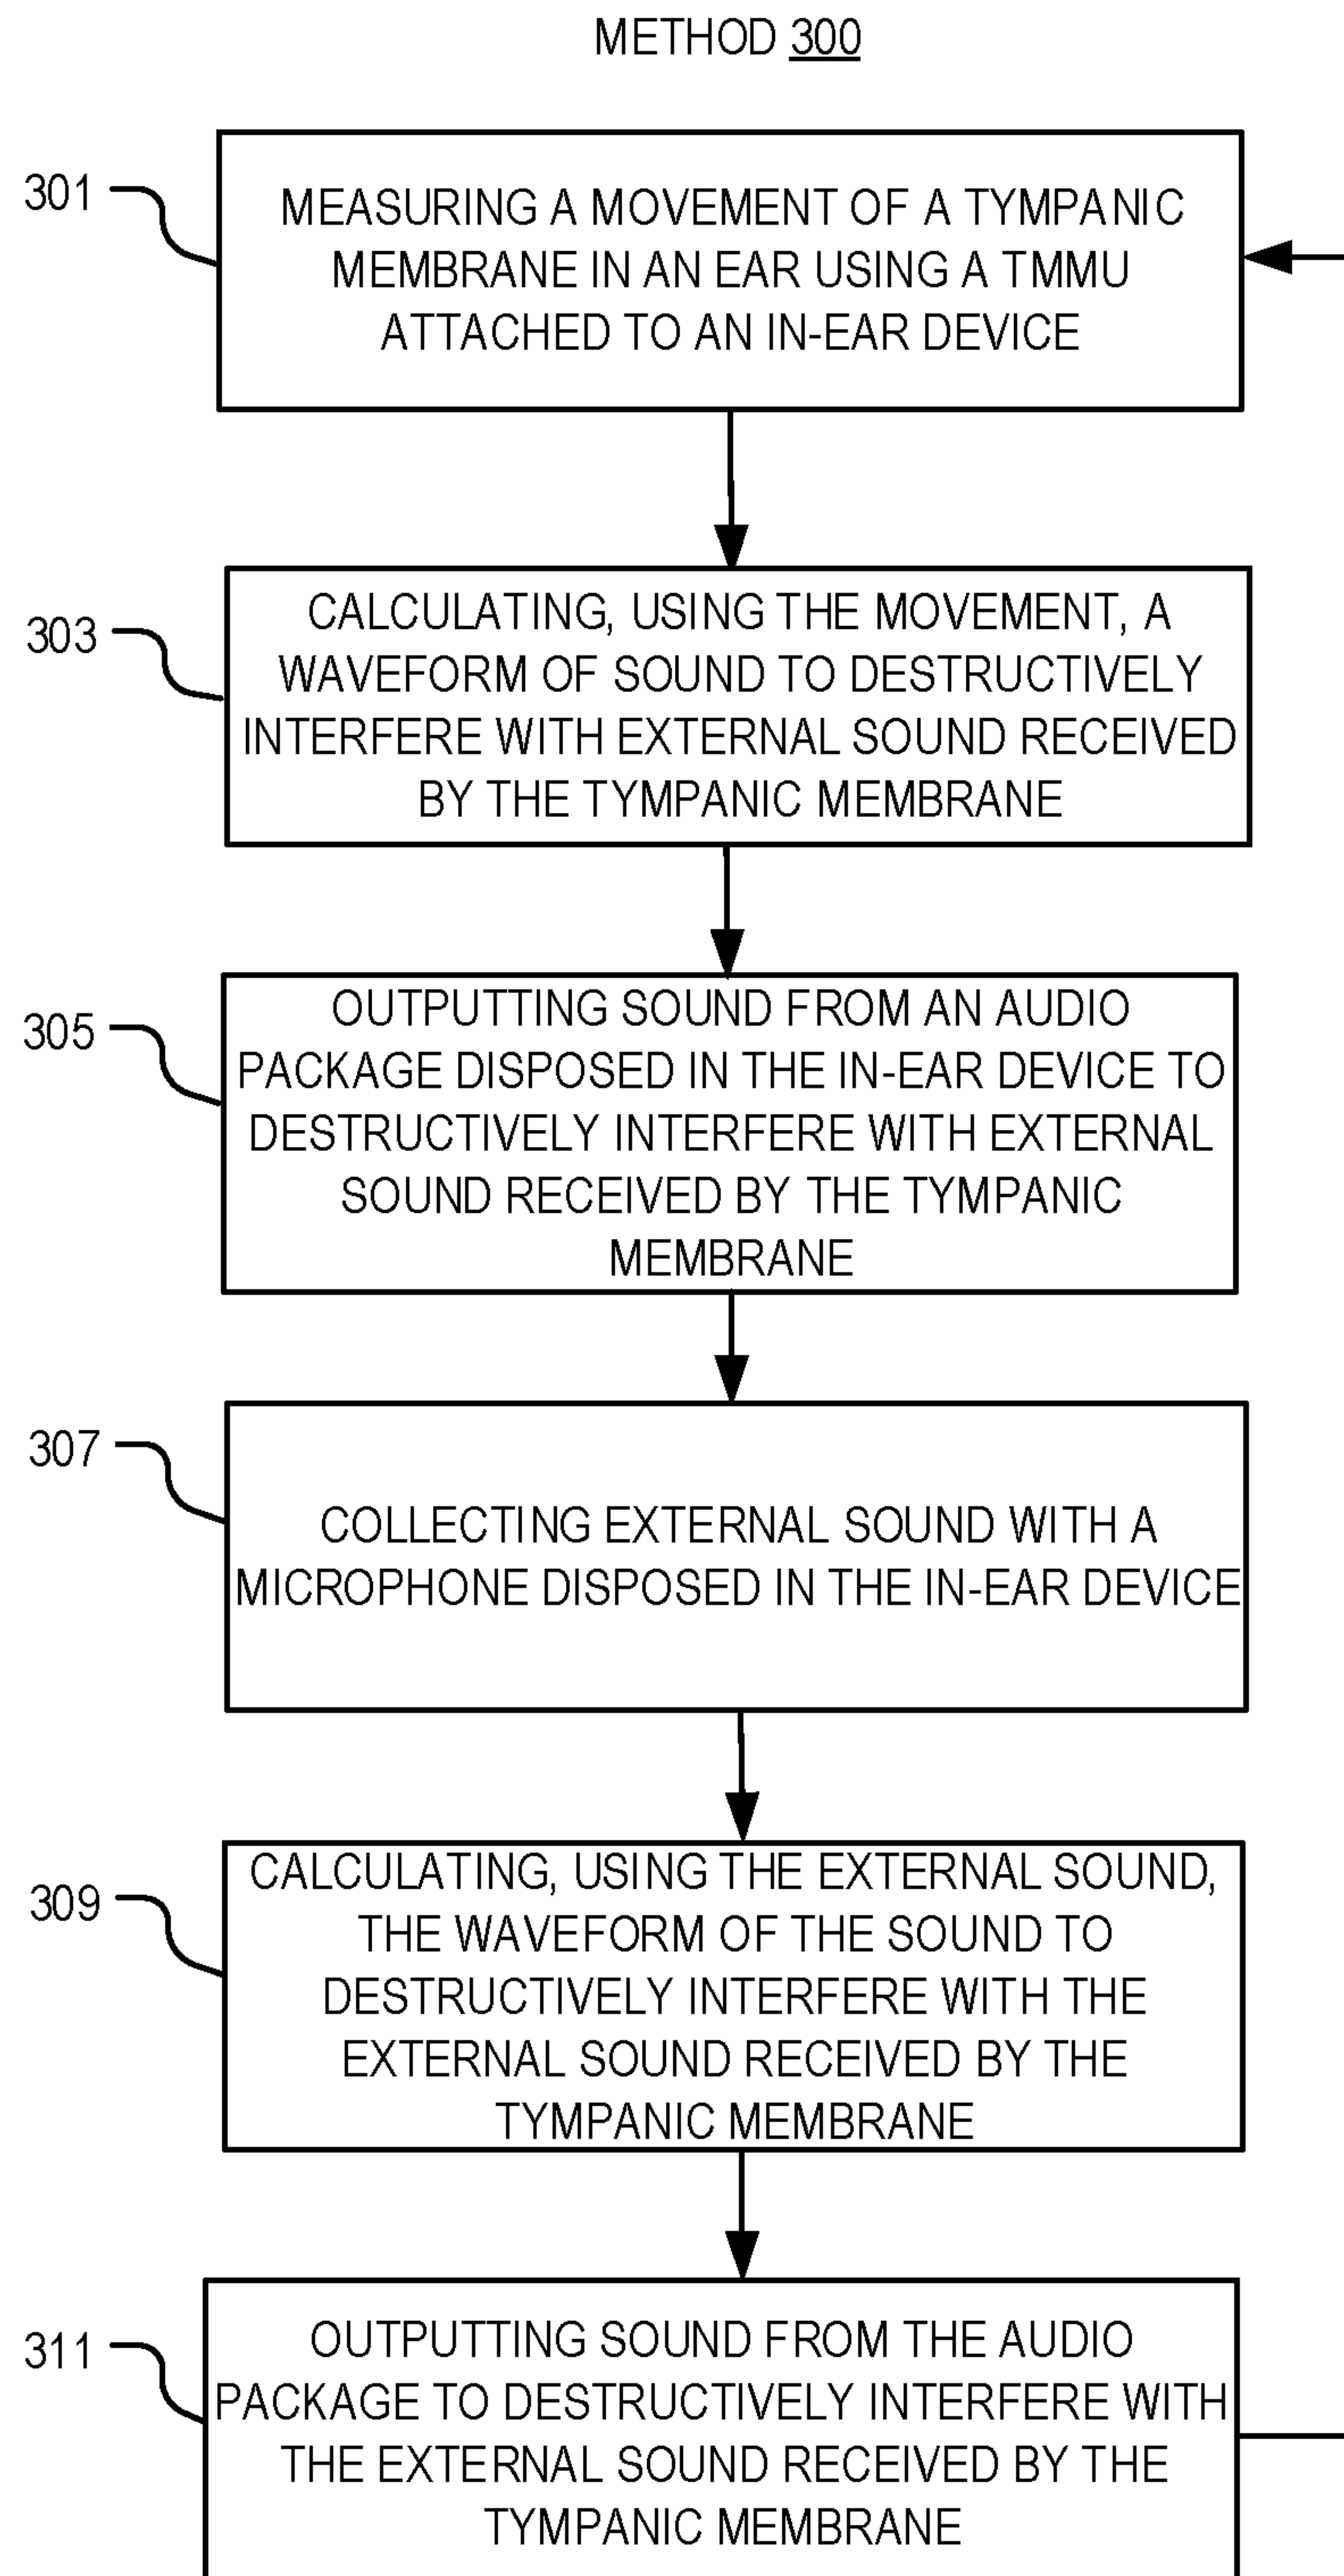 METHOD 300
301
MEASURING A MOVEMENT OF A TYMPANIC
MEMBRANE IN AN EAR USING A TMMU
ATTACHED TO AN IN-EAR DEVICE
303
CALCULATING, USING THE MOVEMENT, A
WAVEFORM OF SOUND TO DESTRUCTIVELY
INTERFERE WITH EXTERNAL SOUND RECEIVED
BY THE TYMPANIC MEMBRANE
305
OUTPUTTING SOUND FROM AN AUDIO
PACKAGE DISPOSED IN THE IN-EAR DEVICE TO
DESTRUCTIVELY INTERFERE WITH EXTERNAL
SOUND RECEIVED BY THE TYMPANIC
MEMBRANE
307
COLLECTING EXTERNAL SOUND WITH A
MICROPHONE DISPOSED IN THE IN-EAR DEVICE
309
CALCULATING, USING THE EXTERNAL SOUND,
THE WAVEFORM OF THE SOUND TO
DESTRUCTIVELY INTERFERE WITH THE
EXTERNAL SOUND RECEIVED BY THE
TYMPANIC MEMBRANE
311
OUTPUTTING SOUND FROM THE AUDIO
PACKAGE TO DESTRUCTIVELY INTERFERE WITH
THE EXTERNAL SOUND RECEIVED BY THE
TYMPANIC MEMBRANE